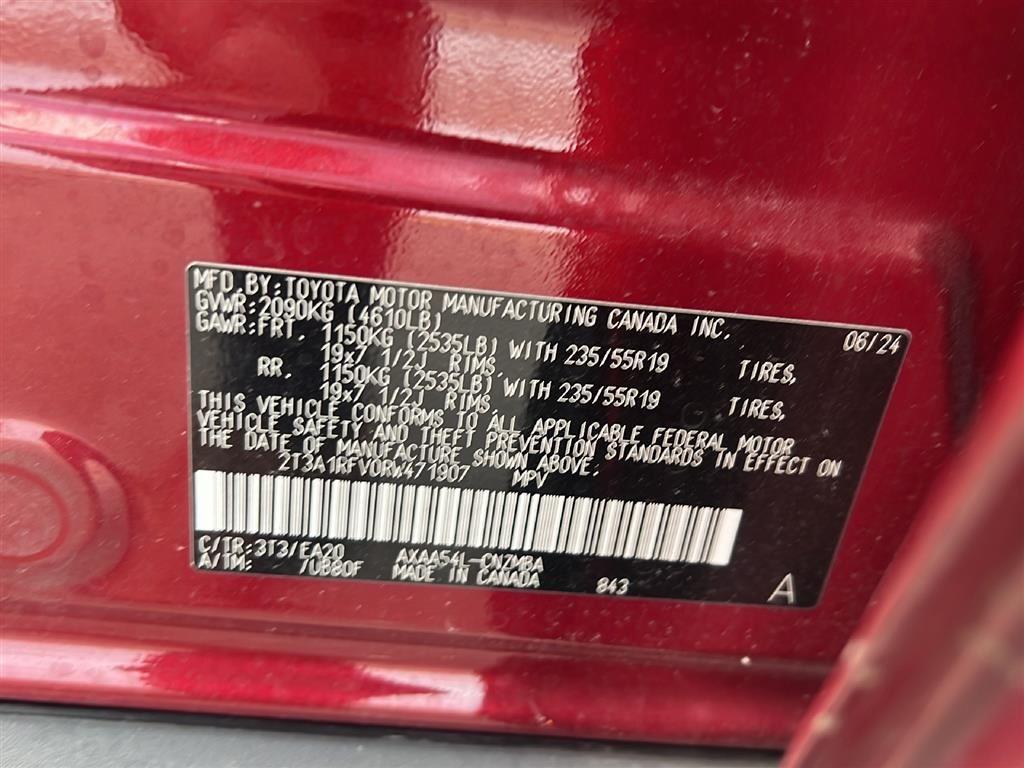 MFD.BY:TOYOTA MOTOR MANUFACTURING CANADA INC. 06/24
GVWR:2090KG (4610LB)
GAWR:FRT. 1150KG (2535LB) WITH 235/55R19 TIRES,
19x7 1/2J RIMS.
RR. 1150KG (2535LB) WITH 235/55R19 TIRES,
19x7 1/2J RIMS.
THIS VEHICLE CONFORMS TO ALL APPLICABLE FEDERAL MOTOR
VEHICLE SAFETY AND THEFT PREVENTION STANDARDS IN EFFECT ON
THE DATE OF MANUFACTURE SHOWN ABOVE.
2T3A1RFV0RW471907 MPV
C/TR:3T3/EA20 AXAA54L-CNZMBA
A/TM: /UB80F MADE IN CANADA 843 A